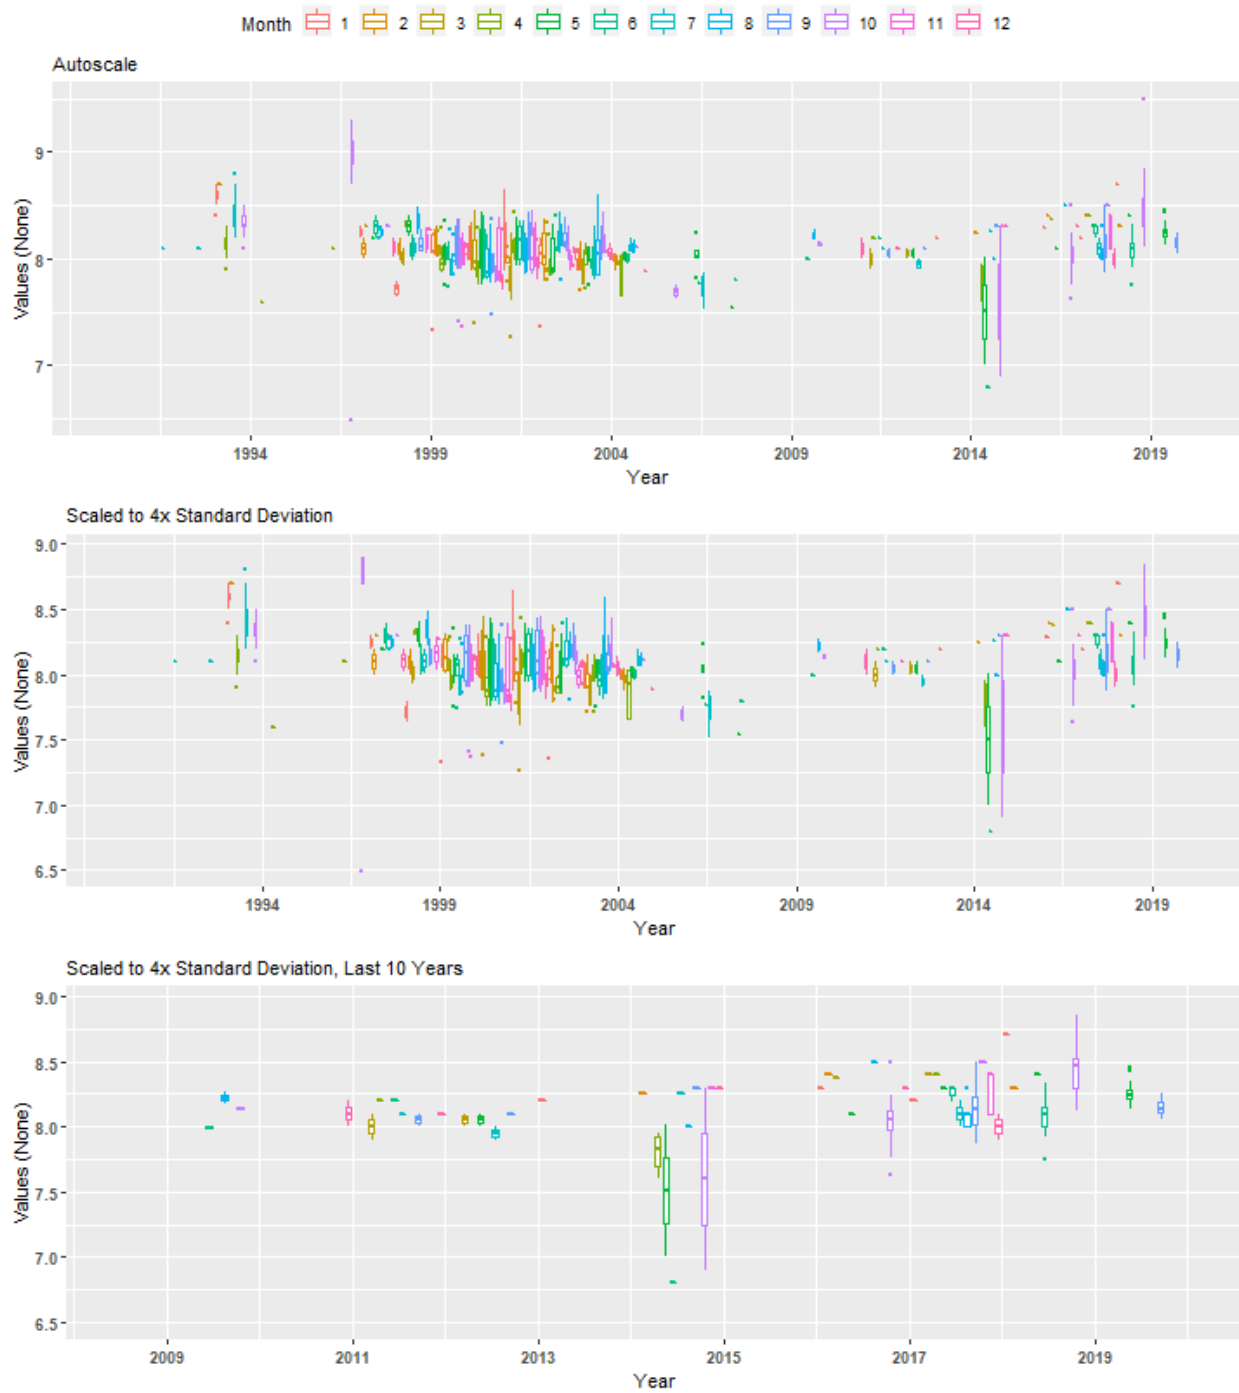 Month 1 2 3 4 5 6 7 8 9 10 11 12
Autoscale
Values (None)
9
8
7
1994 1999 2004 2009 2014 2019
Year
Scaled to 4x Standard Deviation
Values (None)
9.0
8.5
8.0
7.5
7.0
6.5
1994 1999 2004 2009 2014 2019
Year
Scaled to 4x Standard Deviation, Last 10 Years
Values (None)
9.0
8.5
8.0
7.5
7.0
6.5
2009 2011 2013 2015 2017 2019
Year